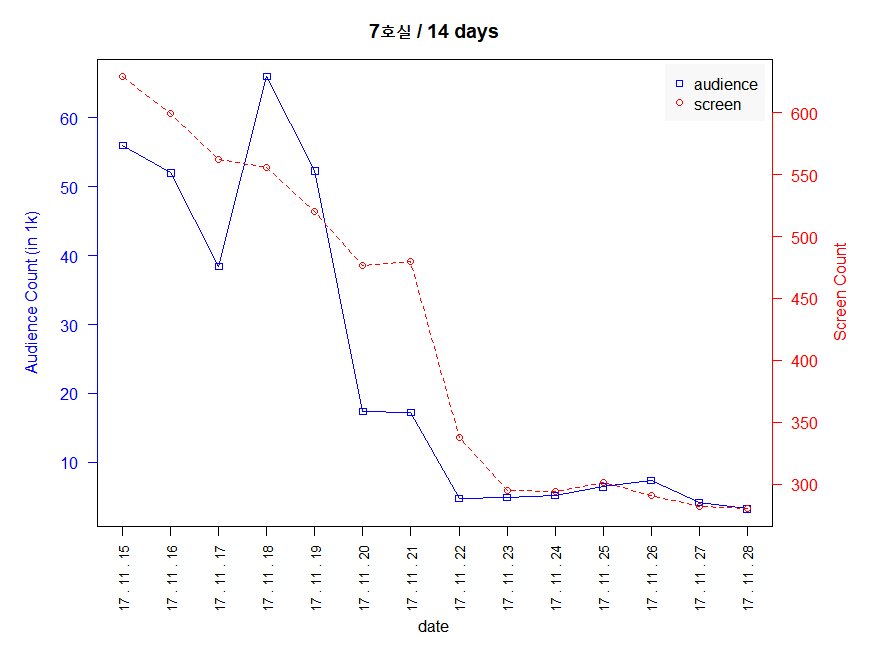 7호실 / 14 days
audience
screen
Audience Count (in 1k)
60
50
40
30
20
10
600
550
500
450
400
350
300
Screen Count
17 . 11 . 15
17 . 11 . 16
17 . 11 . 17
17 . 11 . 18
17 . 11 . 19
17 . 11 . 20
17 . 11 . 21
17 . 11 . 22
17 . 11 . 23
17 . 11 . 24
17 . 11 . 25
17 . 11 . 26
17 . 11 . 27
17 . 11 . 28
date